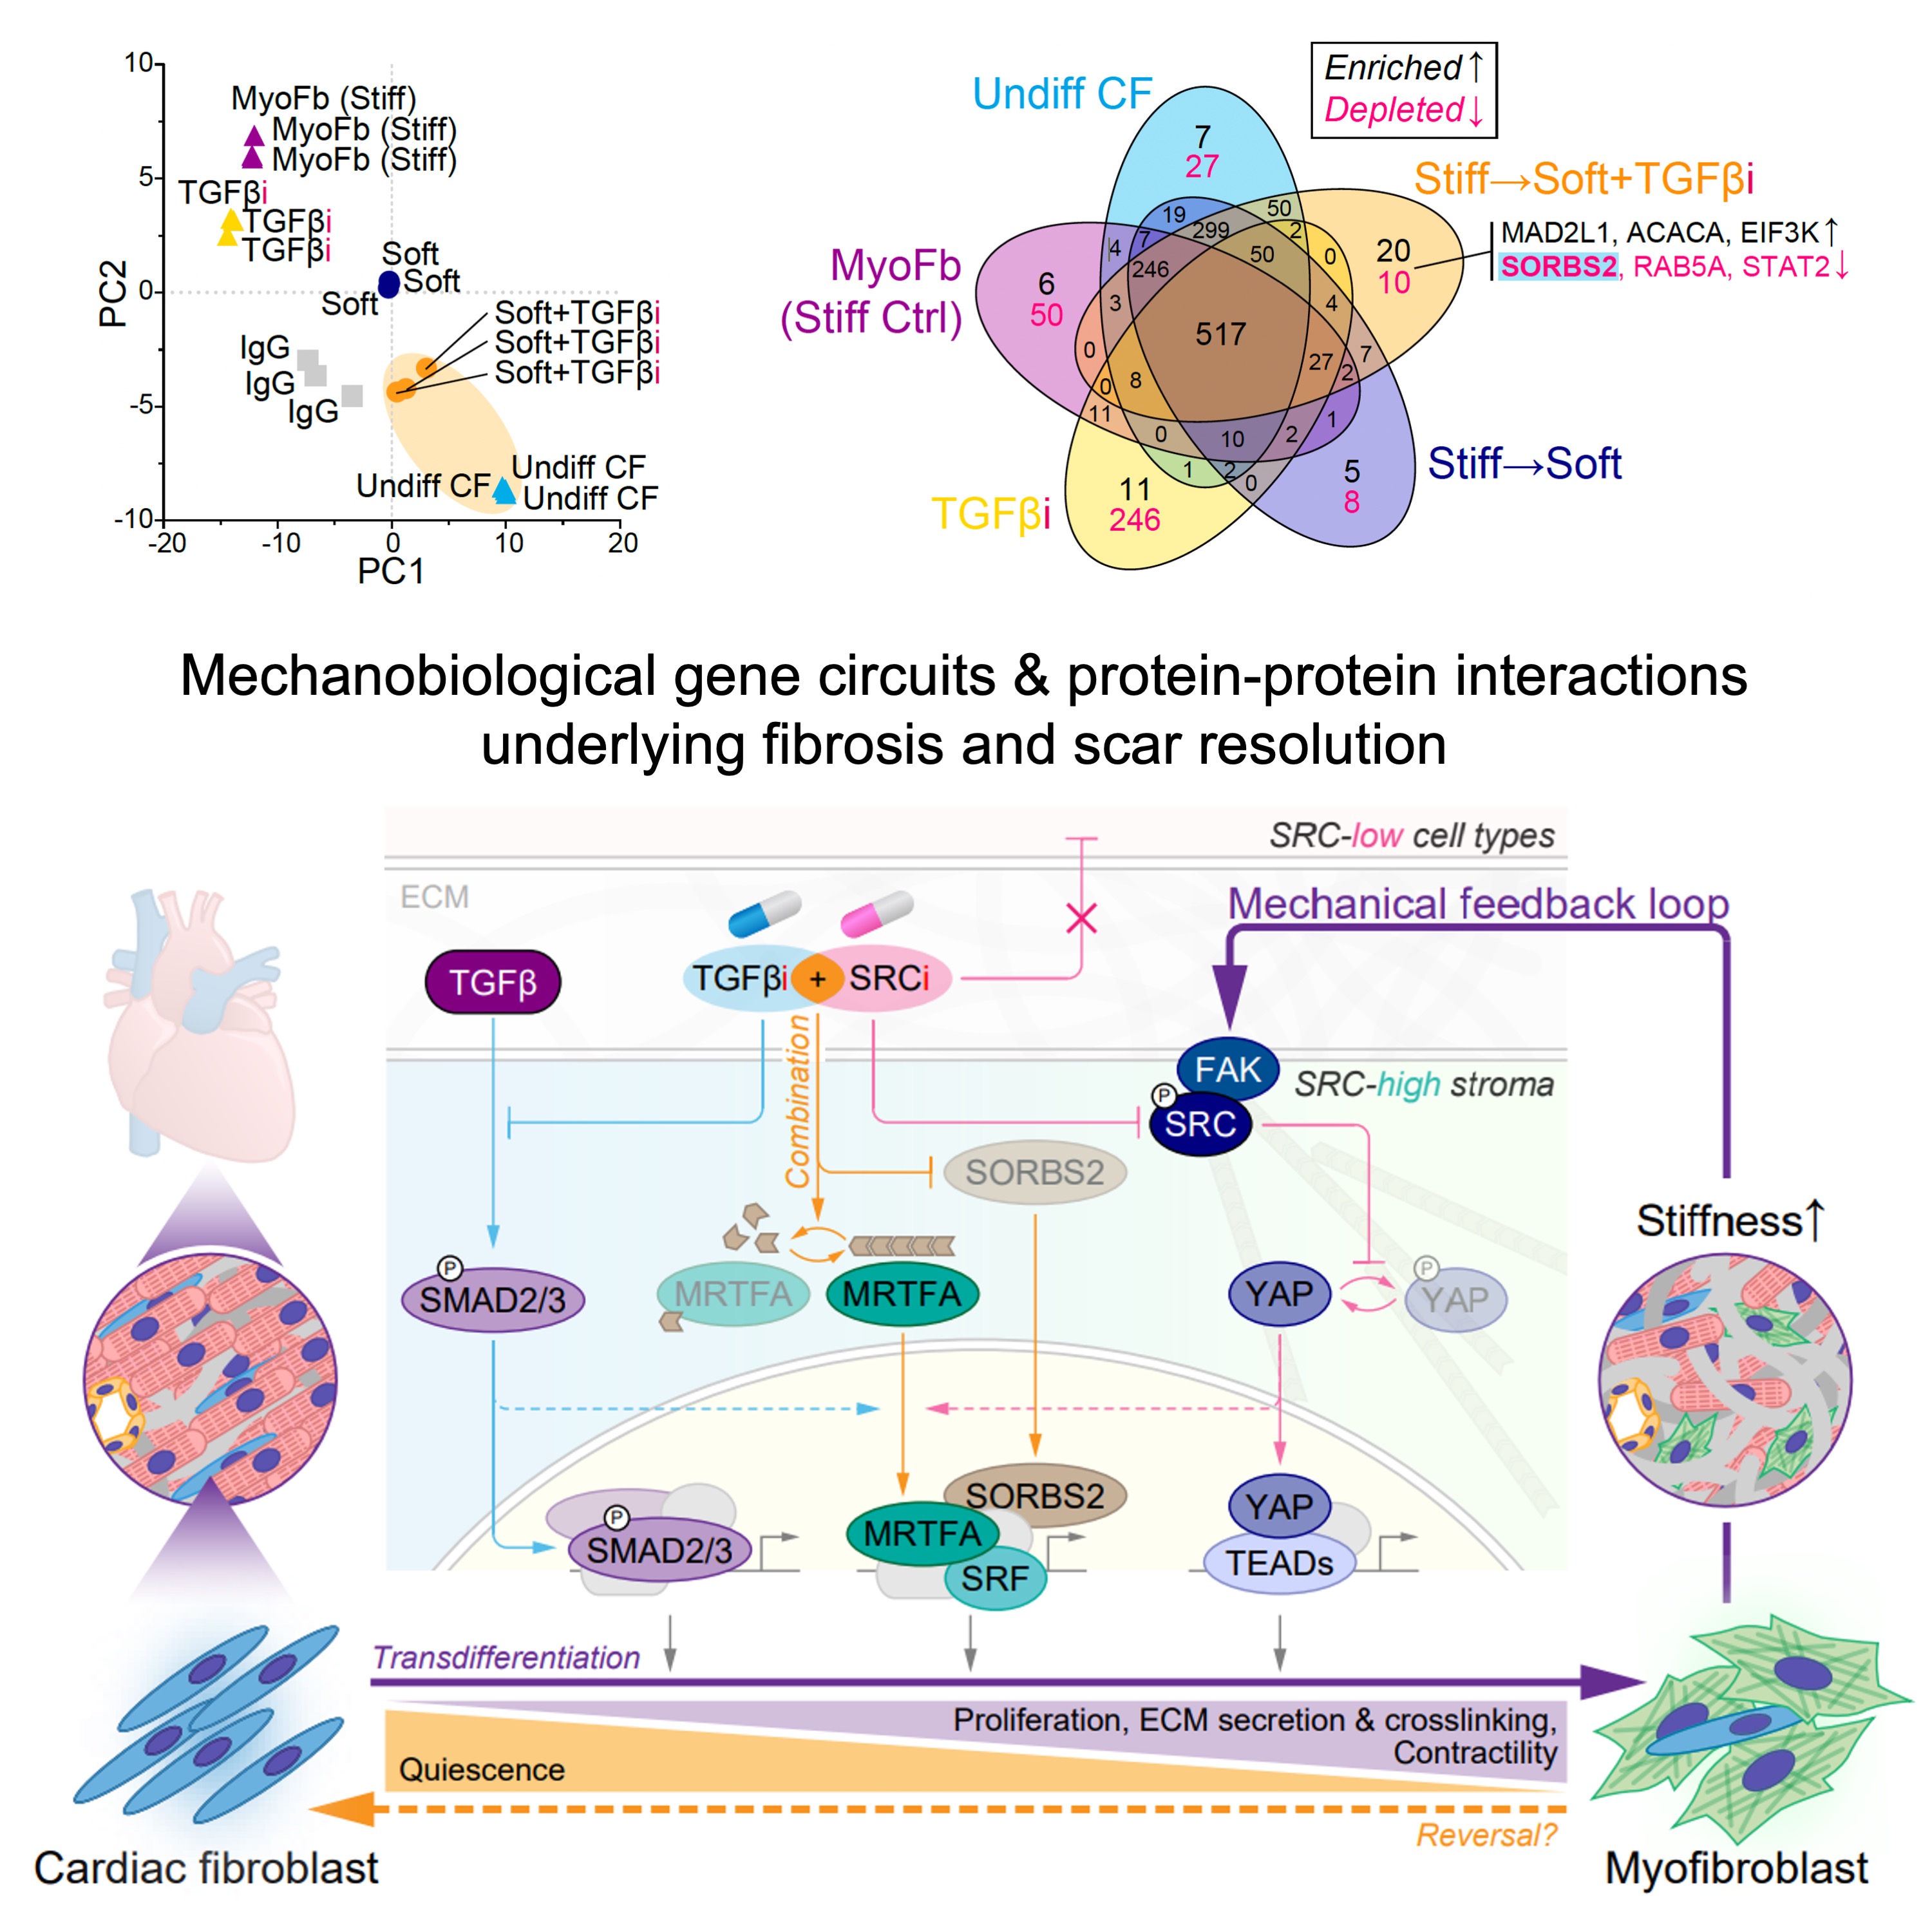 10
5
0
-5
-10
PC2
-20
-10
0
10
20
PC1
MyoFb (Stiff)
MyoFb (Stiff)
MyoFb (Stiff)
TGFβi
TGFβi
TGFβi
Soft
Soft
Soft
Soft+TGFβi
Soft+TGFβi
Soft+TGFβi
IgG
IgG
IgG
Undiff CF
Undiff CF
Undiff CF
Enriched↑
Depleted↓
Undiff CF
7
27
Stiff→Soft+TGFβi
MAD2L1, ACACA, EIF3K↑
SORBS2, RAB5A, STAT2↓
20
10
MyoFb
(Stiff Ctrl)
6
50
19
50
299
2
4
7
50
0
246
3
4
517
0
27
7
2
0
8
11
1
0
10
2
1
2
0
TGFβi
11
246
Stiff→Soft
5
8
Mechanobiological gene circuits & protein-protein interactions
underlying fibrosis and scar resolution
SRC-low cell types
ECM
Mechanical feedback loop
TGFβ
TGFβi + SRCi
Combination
FAK
P
SRC
SRC-high stroma
SORBS2
Stiffness↑
P
SMAD2/3
MRTFA
MRTFA
YAP
P
YAP
P
SMAD2/3
SORBS2
MRTFA
SRF
YAP
TEADs
Transdifferentiation
Proliferation, ECM secretion & crosslinking,
Contractility
Quiescence
Reversal?
Cardiac fibroblast
Myofibroblast